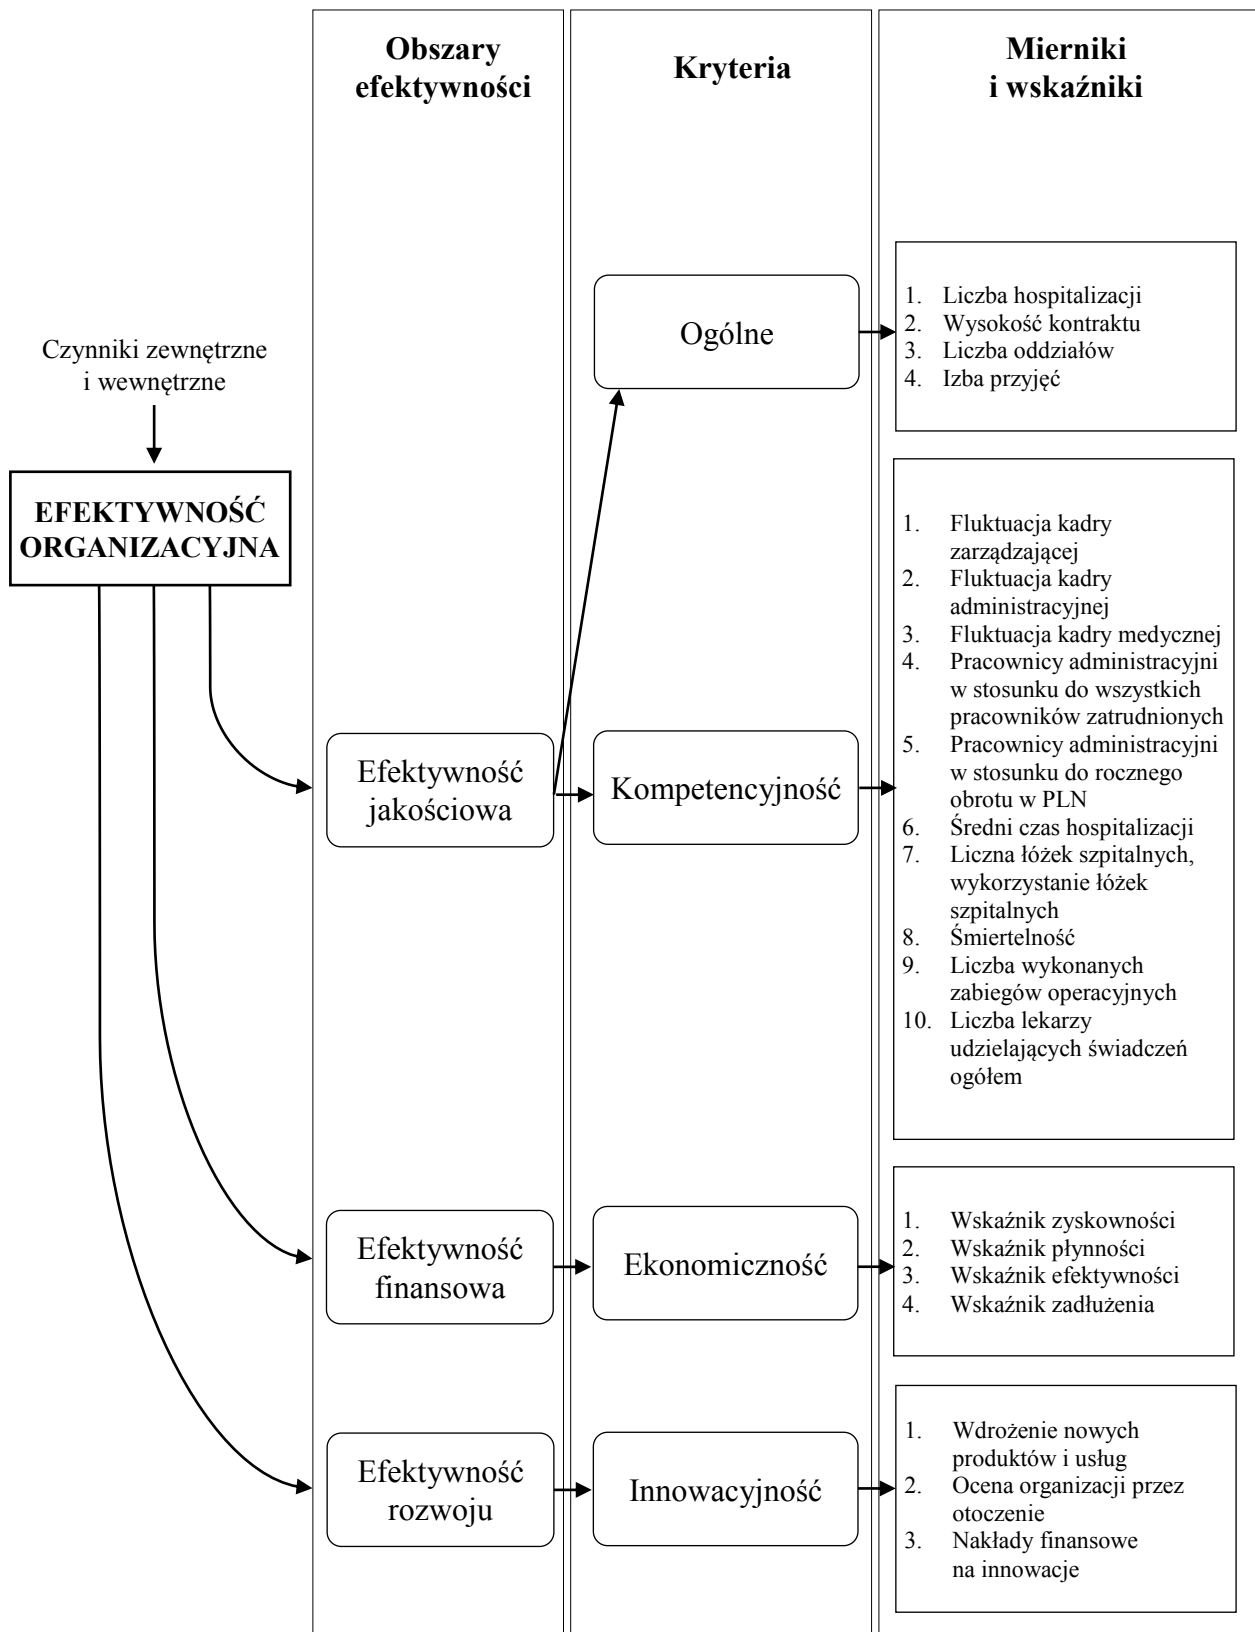 Obszary
efektywności
Kryteria
Mierniki
i wskaźniki
Czynniki zewnętrzne
i wewnętrzne
EFEKTYWNOŚĆ
ORGANIZACYJNA
Ogólne
1. Liczba hospitalizacji
2. Wysokość kontraktu
3. Liczba oddziałów
4. Izba przyjęć
Efektywność
jakościowa
Kompetencyjność
1. Fluktuacja kadry
zarządzającej
2. Fluktuacja kadry
administracyjnej
3. Fluktuacja kadry medycznej
4. Pracownicy administracyjni
w stosunku do wszystkich
pracowników zatrudnionych
5. Pracownicy administracyjni
w stosunku do rocznego
obrotu w PLN
6. Średni czas hospitalizacji
7. Liczna łóżek szpitalnych,
wykorzystanie łóżek
szpitalnych
8. Śmiertelność
9. Liczba wykonanych
zabiegów operacyjnych
10. Liczba lekarzy
udzielających świadczeń
ogółem
Efektywność
finansowa
Ekonomiczność
1. Wskaźnik zyskowności
2. Wskaźnik płynności
3. Wskaźnik efektywności
4. Wskaźnik zadłużenia
Efektywność
rozwoju
Innowacyjność
1. Wdrożenie nowych
produktów i usług
2. Ocena organizacji przez
otoczenie
3. Nakłady finansowe
na innowacje